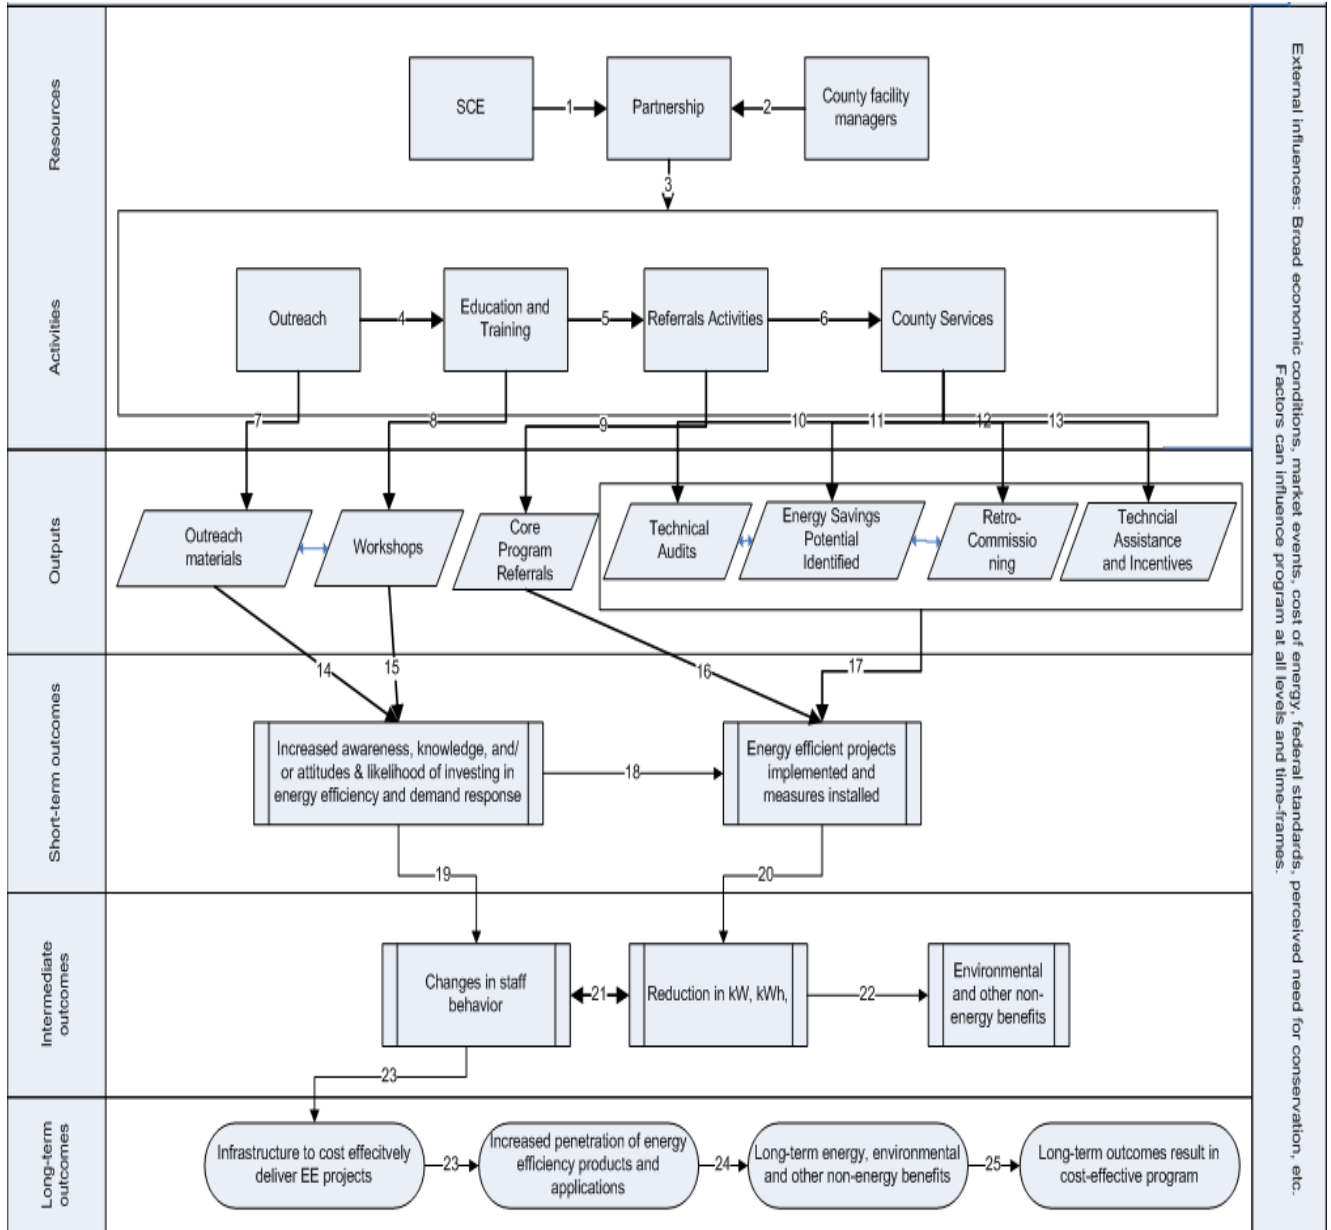 Resources
SCE
1
Partnership
2
County facility
managers
3
Activities
Outreach
4
Education and
Training
5
Referrals Activities
6
County Services
7
8
9
10
11
12
13
Outputs
Outreach
materials
Workshops
Core
Program
Referrals
Technical
Audits
Energy Savings
Potential
Identified
Retro-
Commissio
ning
Techncial
Assistance
and Incentives
14
15
16
17
Short-term outcomes
Increased awareness, knowledge, and/
or attitudes & likelihood of investing in
energy efficiency and demand response
18
Energy efficient projects
implemented and
measures installed
19
20
Intermediate
outcomes
Changes in staff
behavior
21
Reduction in kW, kWh,
22
Environmental
and other non-
energy benefits
23
Long-term
outcomes
Infrastructure to cost effecitvely
deliver EE projects
23
Increased penetration of energy
efficiency products and
applications
24
Long-term energy, environmental
and other non-energy benefits
25
Long-term outcomes result in
cost-effective program
External influences: Broad economic conditions, market events, cost of energy, federal standards, perceived need for conservation, etc.
Factors can influence program at all levels and time-frames.